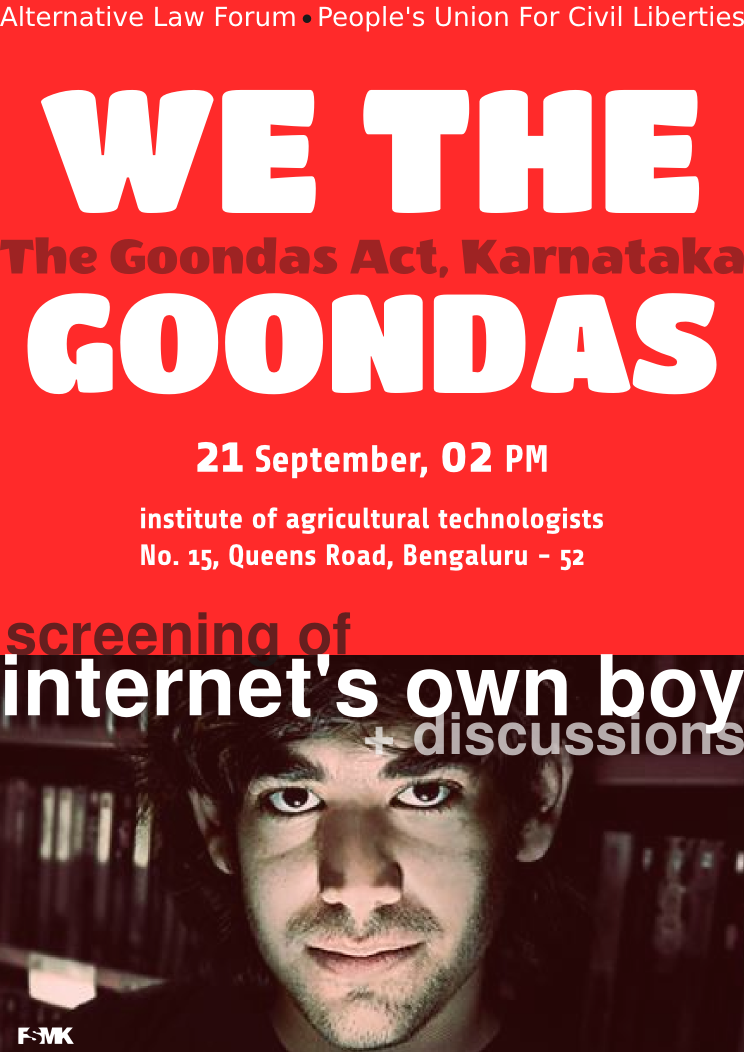 Alternative Law Forum • People's Union For Civil Liberties
WE THE
The Goondas Act, Karnataka
GOONDAS
21 September, 02 PM
institute of agricultural technologists
No. 15, Queens Road, Bengaluru - 52
screening of
internet's own boy
+ discussions
FSMK